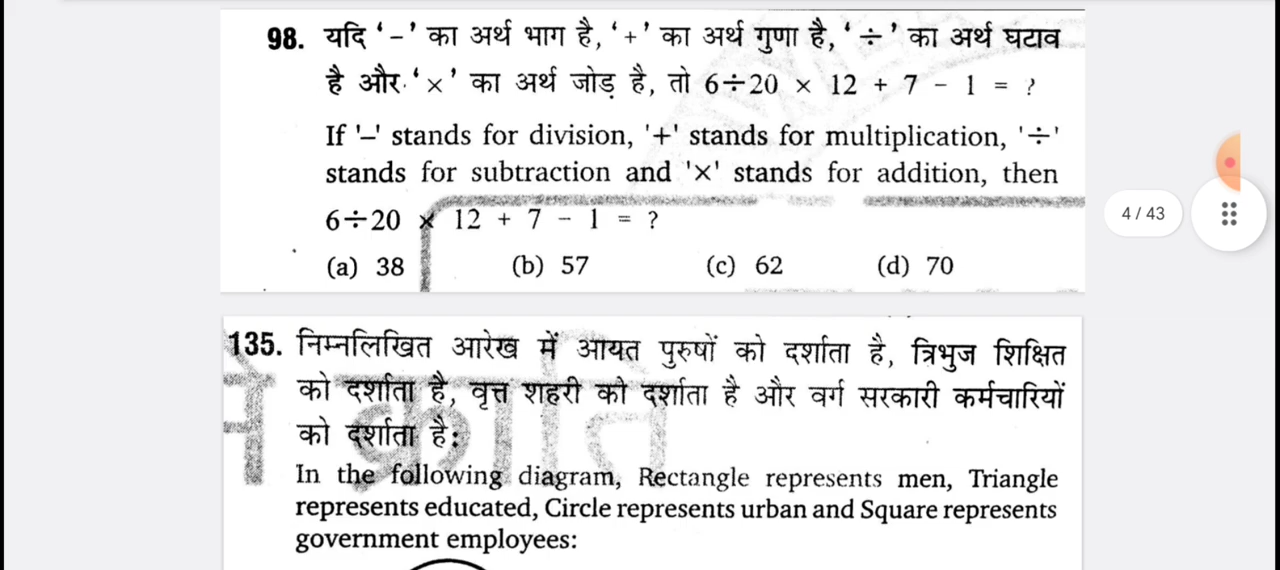 98. यदि ‘–’ का अर्थ भाग है, ‘+’ का अर्थ गुणा है, ‘÷’ का अर्थ घटाव
है और ‘×’ का अर्थ जोड़ है, तो 6÷20 × 12 + 7 - 1 = ?
If '–' stands for division, '+' stands for multiplication, '÷'
stands for subtraction and '×' stands for addition, then
6÷20 × 12 + 7 - 1 = ?
(a) 38 (b) 57 (c) 62 (d) 70
4 / 43
135. निम्नलिखित आरेख में आयत पुरुषों को दर्शाता है, त्रिभुज शिक्षित
को दर्शाता है, वृत्त शहरी को दर्शाता है और वर्ग सरकारी कर्मचारियों
को दर्शाता है:
In the following diagram, Rectangle represents men, Triangle
represents educated, Circle represents urban and Square represents
government employees: